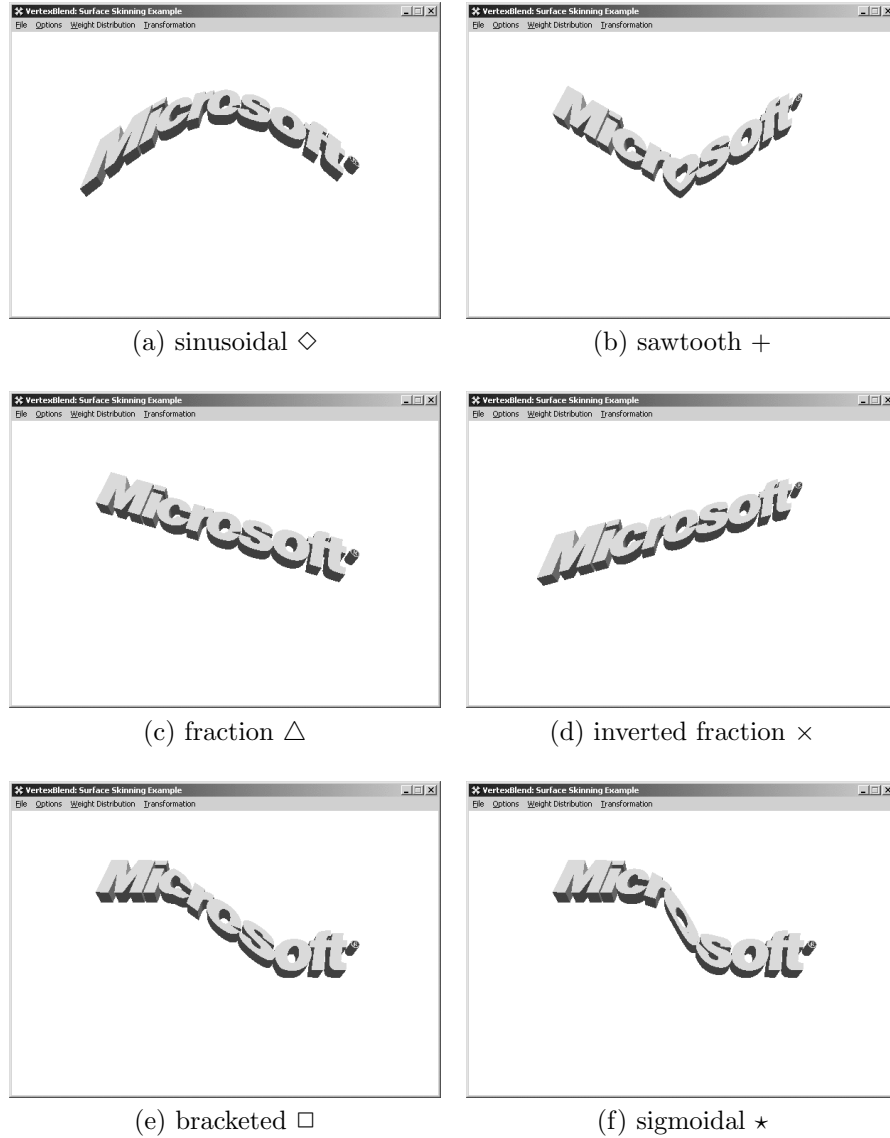 VertexBlend: Surface Skinning Example
File Options Weight Distribution Transformation
Microsoft®
(a) sinusoidal ◇
VertexBlend: Surface Skinning Example
File Options Weight Distribution Transformation
Microsoft®
(b) sawtooth +
VertexBlend: Surface Skinning Example
File Options Weight Distribution Transformation
Microsoft®
(c) fraction △
VertexBlend: Surface Skinning Example
File Options Weight Distribution Transformation
Microsoft®
(d) inverted fraction ×
VertexBlend: Surface Skinning Example
File Options Weight Distribution Transformation
Microsoft®
(e) bracketed □
VertexBlend: Surface Skinning Example
File Options Weight Distribution Transformation
Microsoft®
(f) sigmoidal ⋆